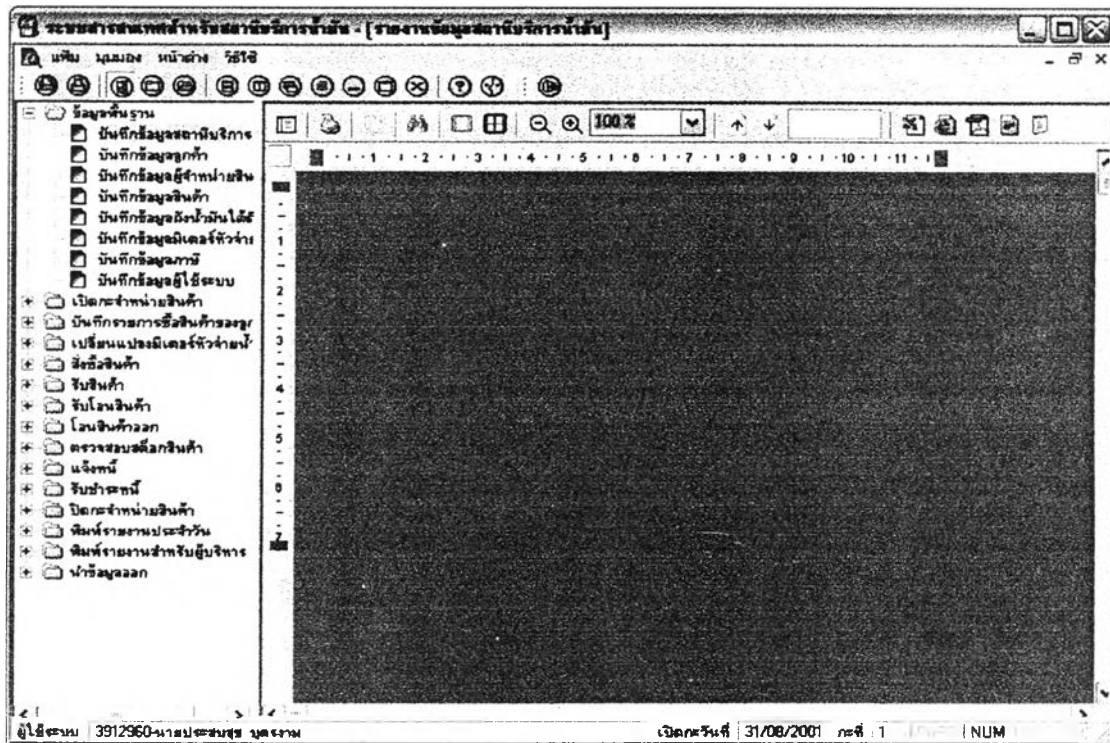 ระบบสารสนเทศสำหรับสถานีบริการน้ำมัน - [รายงานข้อมูลสถานีบริการน้ำมัน]
แฟ้ม มุมมอง หน้าต่าง วิธีใช้
100%
ข้อมูลพื้นฐาน
บันทึกข้อมูลสถานีบริการ
บันทึกข้อมูลลูกค้า
บันทึกข้อมูลผู้จำหน่ายสิน
บันทึกข้อมูลสินค้า
บันทึกข้อมูลถังน้ำมันใต้ดิ
บันทึกข้อมูลมิเตอร์หัวจ่าย
บันทึกข้อมูลภาษี
บันทึกข้อมูลผู้ใช้ระบบ
เปิดกะจำหน่ายสินค้า
บันทึกรายการซื้อสินค้าของลูก
เปลี่ยนแปลงมิเตอร์หัวจ่ายน้ำ
สั่งซื้อสินค้า
รับสินค้า
รับโอนสินค้า
โอนสินค้าออก
ตรวจสอบสต็อกสินค้า
แจ้งหนี้
รับชำระหนี้
ปิดกะจำหน่ายสินค้า
พิมพ์รายงานประจำวัน
พิมพ์รายงานสำหรับผู้บริหาร
นำข้อมูลออก
1 2 3 4 5 6 7 8 9 10 11
1
2
3
4
5
6
7
ผู้ใช้ระบบ 3912960-นายประสบสุข บุตรงาม เปิดกะวันที่ 31/08/2001 กะที่ 1 NUM